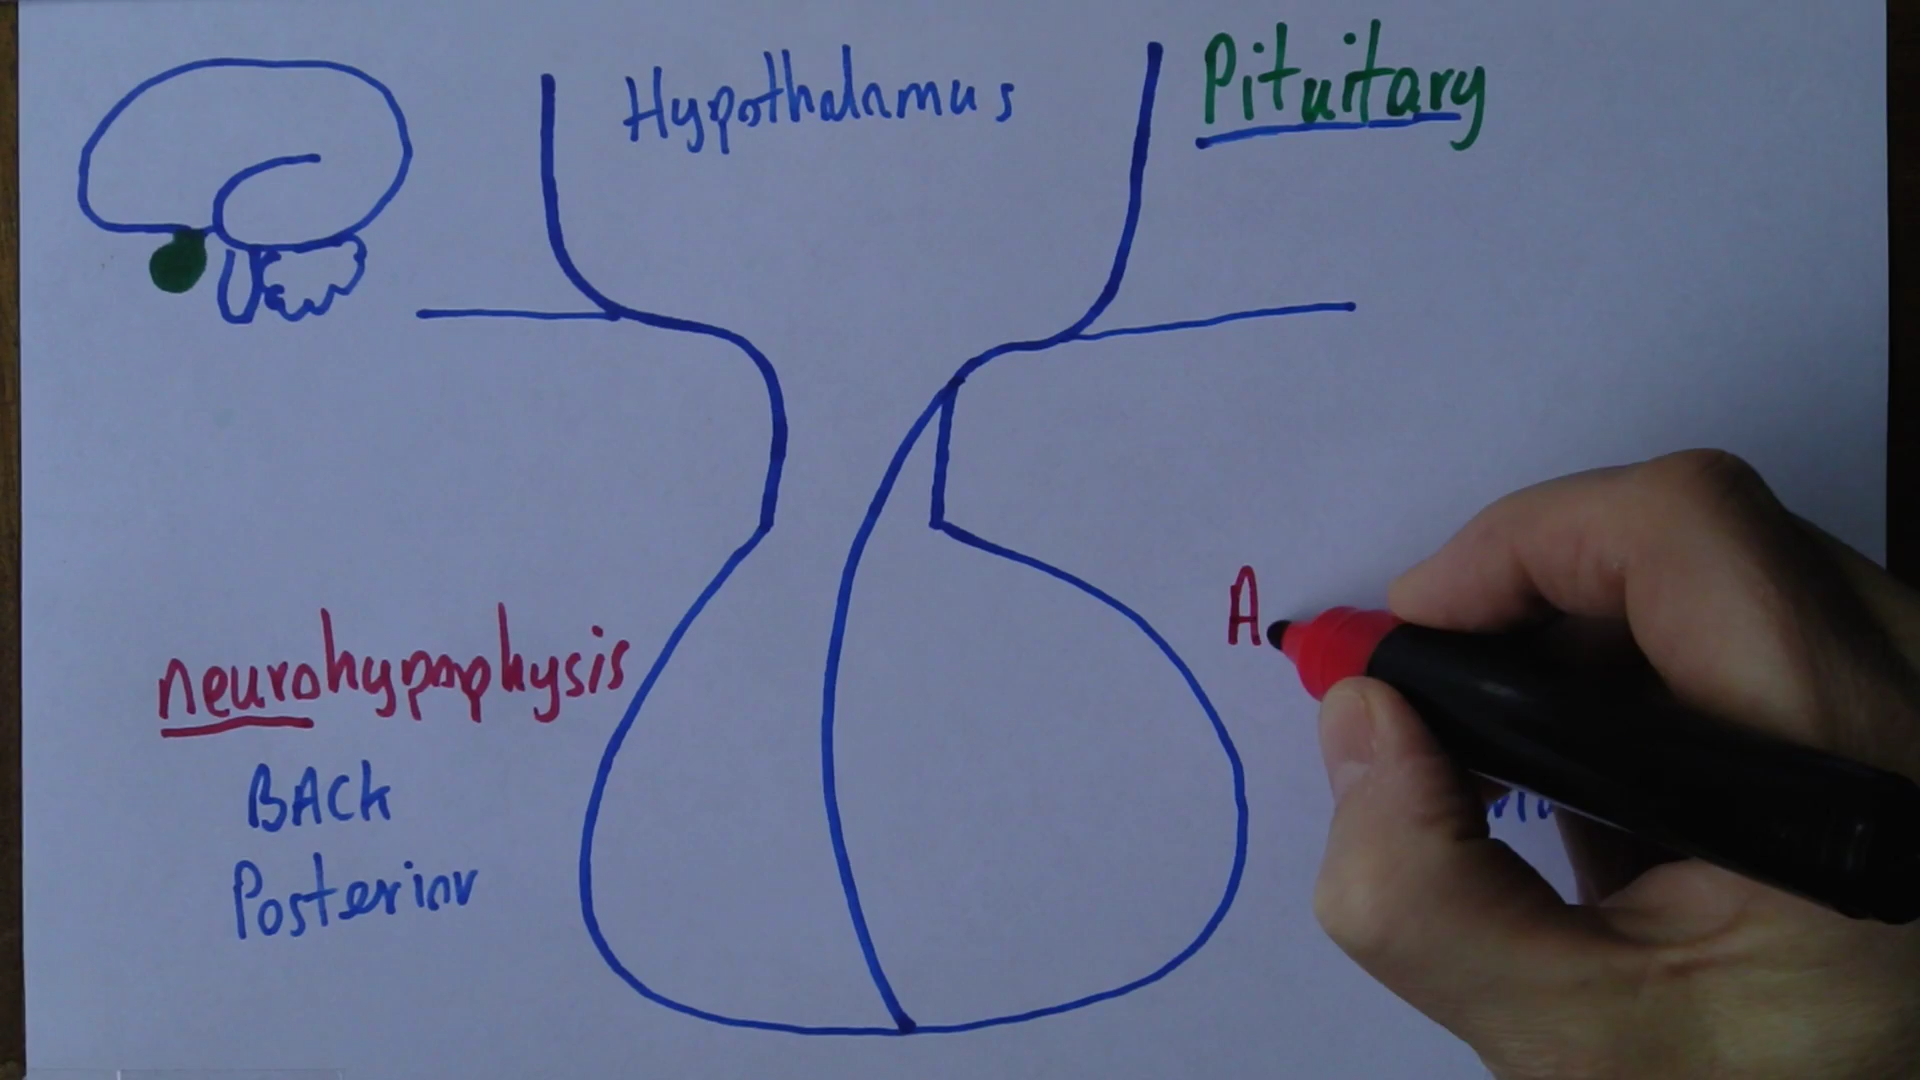 Hypothalamus
Pituitary
A
neurohypophysis
BACK
Posterior